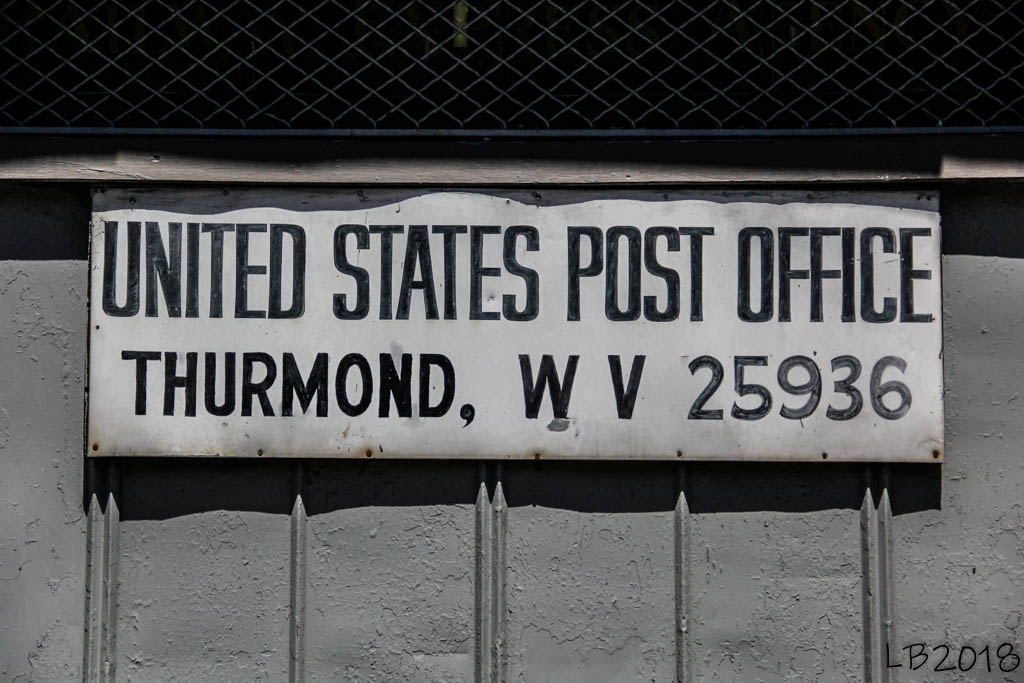 UNITED STATES POST OFFICE
THURMOND, W V 25936
LB2018